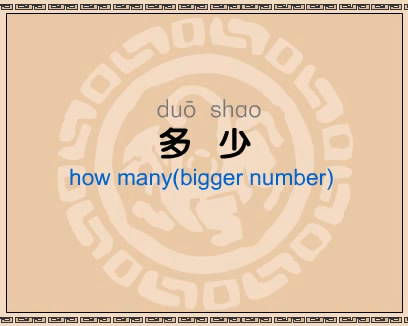 duō shao
多 少
how many(bigger number)